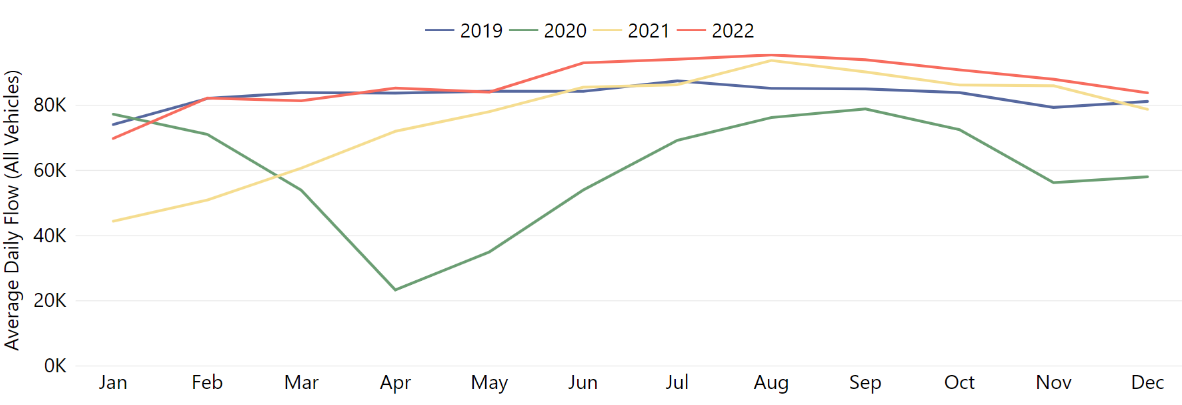 2019 2020 2021 2022
Average Daily Flow (All Vehicles)
80K
60K
40K
20K
0K
Jan Feb Mar Apr May Jun Jul Aug Sep Oct Nov Dec